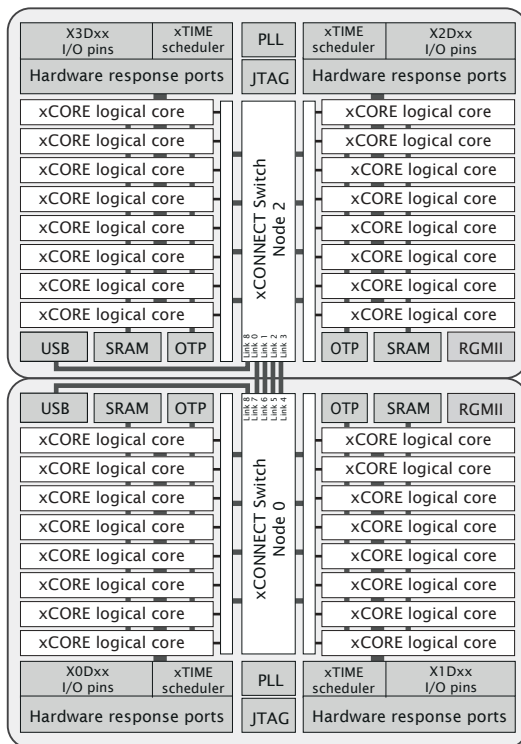 X3Dxx
I/O pins
xTIME
scheduler
PLL
xTIME
scheduler
X2Dxx
I/O pins
Hardware response ports
JTAG
Hardware response ports
xCORE logical core
xCORE logical core
xCORE logical core
xCORE logical core
xCORE logical core
xCORE logical core
xCORE logical core
xCORE logical core
xCONNECT Switch
Node 2
xCORE logical core
xCORE logical core
xCORE logical core
xCORE logical core
xCORE logical core
xCORE logical core
xCORE logical core
xCORE logical core
USB
SRAM
OTP
Link 8
Link 0
Link 1
Link 2
Link 3
OTP
SRAM
RGMII
USB
SRAM
OTP
Link 8
Link 7
Link 6
Link 5
Link 4
OTP
SRAM
RGMII
xCORE logical core
xCORE logical core
xCORE logical core
xCORE logical core
xCORE logical core
xCORE logical core
xCORE logical core
xCORE logical core
xCONNECT Switch
Node 0
xCORE logical core
xCORE logical core
xCORE logical core
xCORE logical core
xCORE logical core
xCORE logical core
xCORE logical core
xCORE logical core
X0Dxx
I/O pins
xTIME
scheduler
PLL
xTIME
scheduler
X1Dxx
I/O pins
Hardware response ports
JTAG
Hardware response ports